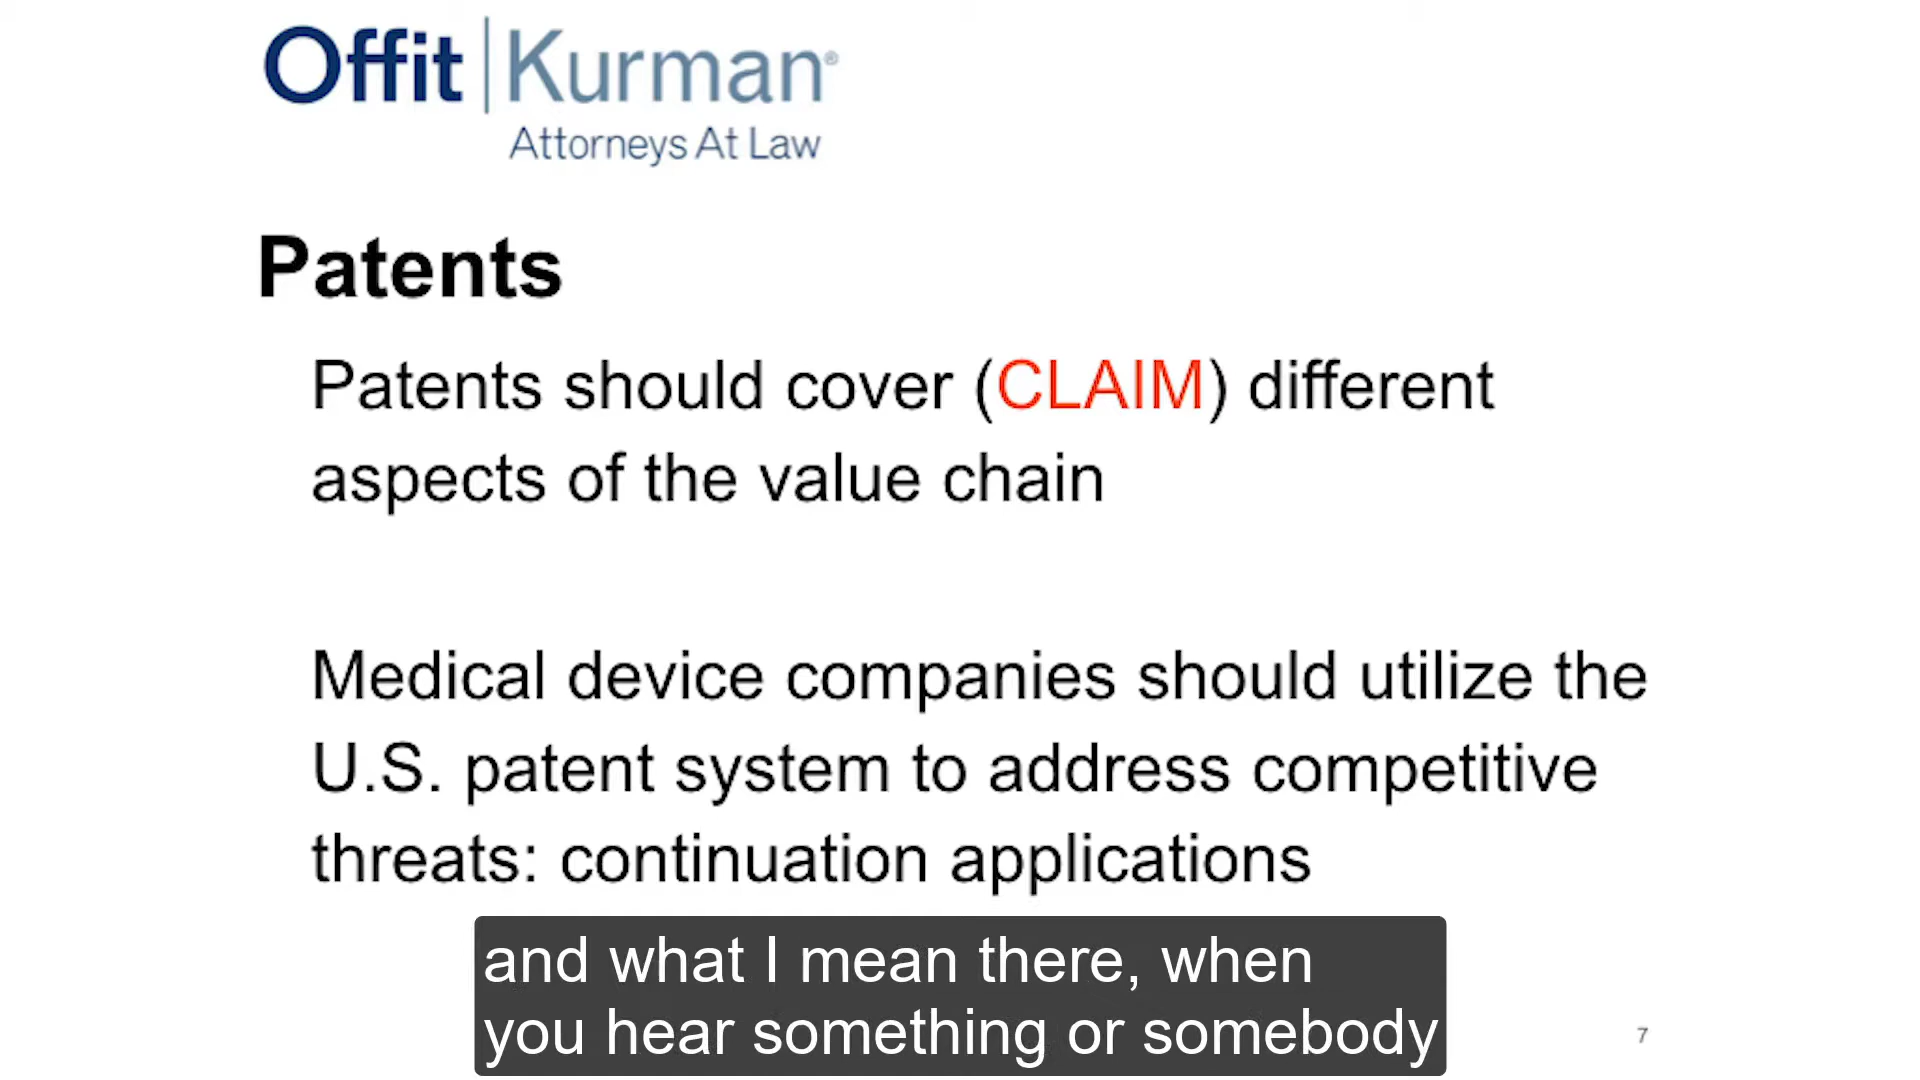 Offit | Kurman®
Attorneys At Law
Patents
Patents should cover (CLAIM) different
aspects of the value chain
Medical device companies should utilize the
U.S. patent system to address competitive
threats: continuation applications
and what I mean there, when
you hear something or somebody
7